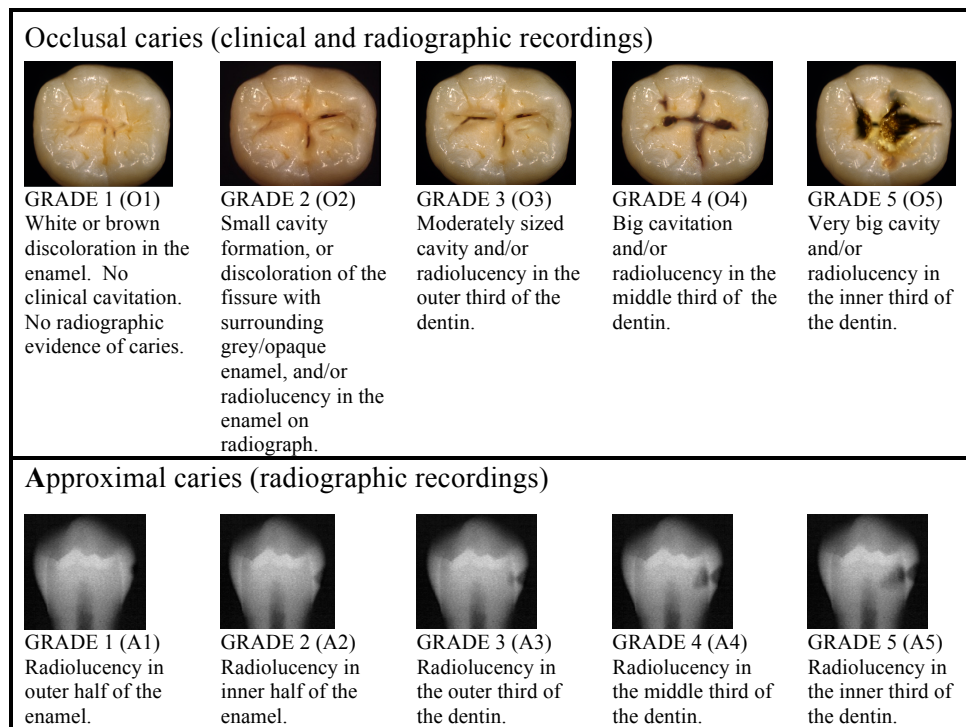 Occlusal caries (clinical and radiographic recordings)
GRADE 1 (O1)
White or brown
discoloration in the
enamel.  No
clinical cavitation.
No radiographic
evidence of caries.
GRADE 2 (O2)
Small cavity
formation, or
discoloration of the
fissure with
surrounding
grey/opaque
enamel, and/or
radiolucency in the
enamel on
radiograph.
GRADE 3 (O3)
Moderately sized
cavity and/or
radiolucency in the
outer third of the
dentin.
GRADE 4 (O4)
Big cavitation
and/or
radiolucency in the
middle third of  the
dentin.
GRADE 5 (O5)
Very big cavity
and/or
radiolucency in
the inner third of
the dentin.
Approximal caries (radiographic recordings)
GRADE 1 (A1)
Radiolucency in
outer half of the
enamel.
GRADE 2 (A2)
Radiolucency in
inner half of the
enamel.
GRADE 3 (A3)
Radiolucency in
the outer third of
the dentin.
GRADE 4 (A4)
Radiolucency in
the middle third of
the dentin.
GRADE 5 (A5)
Radiolucency in
the inner third of
the dentin.